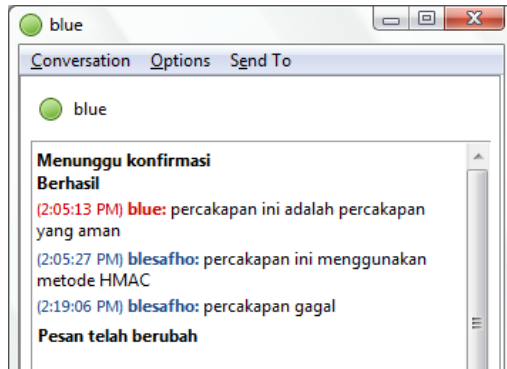 blue
Conversation Options Send To
blue
Menunggu konfirmasi
Berhasil
(2:05:13 PM) blue: percakapan ini adalah percakapan
yang aman
(2:05:27 PM) blesafho: percakapan ini menggunakan
metode HMAC
(2:19:06 PM) blesafho: percakapan gagal
Pesan telah berubah